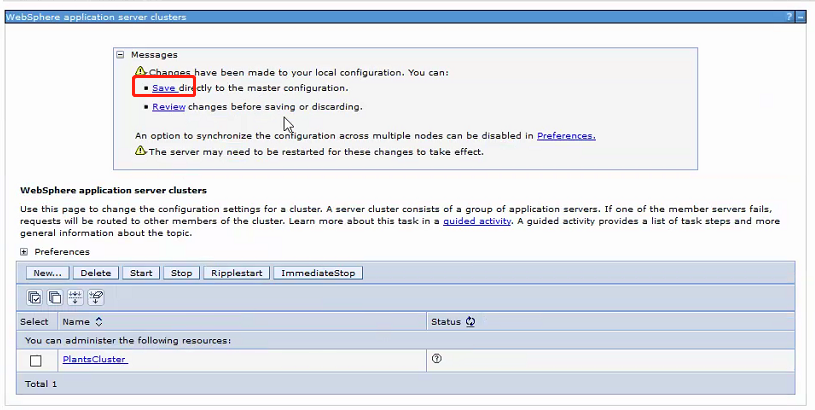 WebSphere application server clusters
? –
Messages
Changes have been made to your local configuration. You can:
Save directly to the master configuration.
Review changes before saving or discarding.
An option to synchronize the configuration across multiple nodes can be disabled in Preferences.
The server may need to be restarted for these changes to take effect.
WebSphere application server clusters
Use this page to change the configuration settings for a cluster. A server cluster consists of a group of application servers. If one of the member servers fails,
requests will be routed to other members of the cluster. Learn more about this task in a guided activity. A guided activity provides a list of task steps and more
general information about the topic.
Preferences
New... Delete Start Stop Ripplestart ImmediateStop
Select Name Status
You can administer the following resources:
PlantsCluster
Total 1